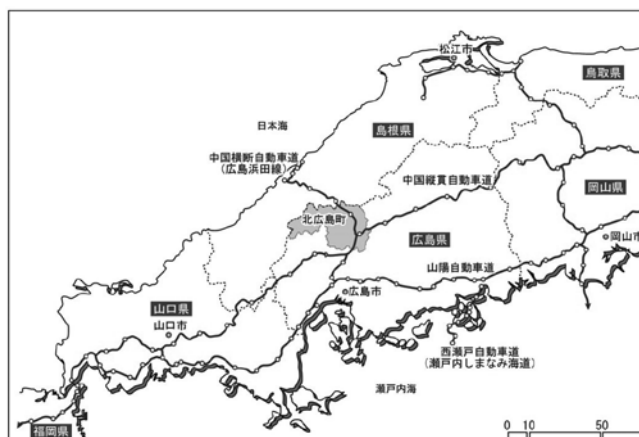 松江市
鳥取県
日本海
島根県
中国横断自動車道
(広島浜田線)
中国縦貫自動車道
岡山県
北広島町
広島県
岡山市
山陽自動車道
広島市
山口県
山口市
西瀬戸自動車道
(瀬戸内しまなみ海道)
瀬戸内海
福岡県
0 10 50